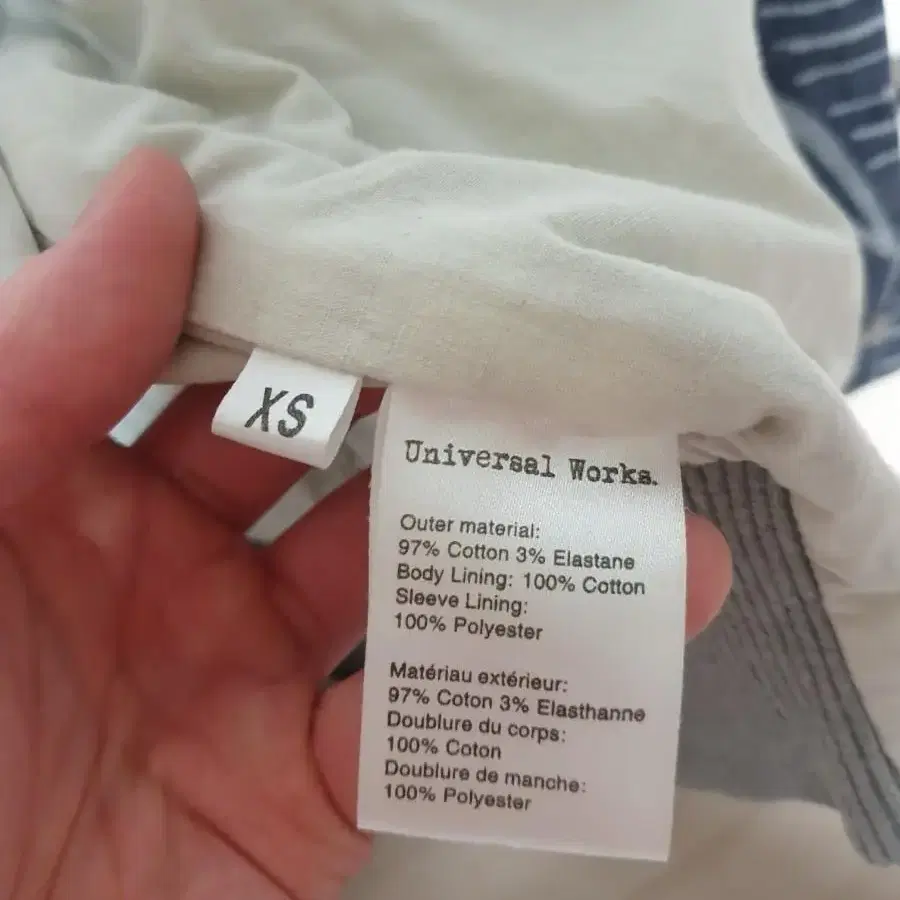 XS
Universal Works.
Outer material:
97% Cotton 3% Elastane
Body Lining: 100% Cotton
Sleeve Lining:
100% Polyester
Matériau extérieur:
97% Coton 3% Elasthanne
Doublure du corps:
100% Coton
Doublure de manche:
100% Polyester